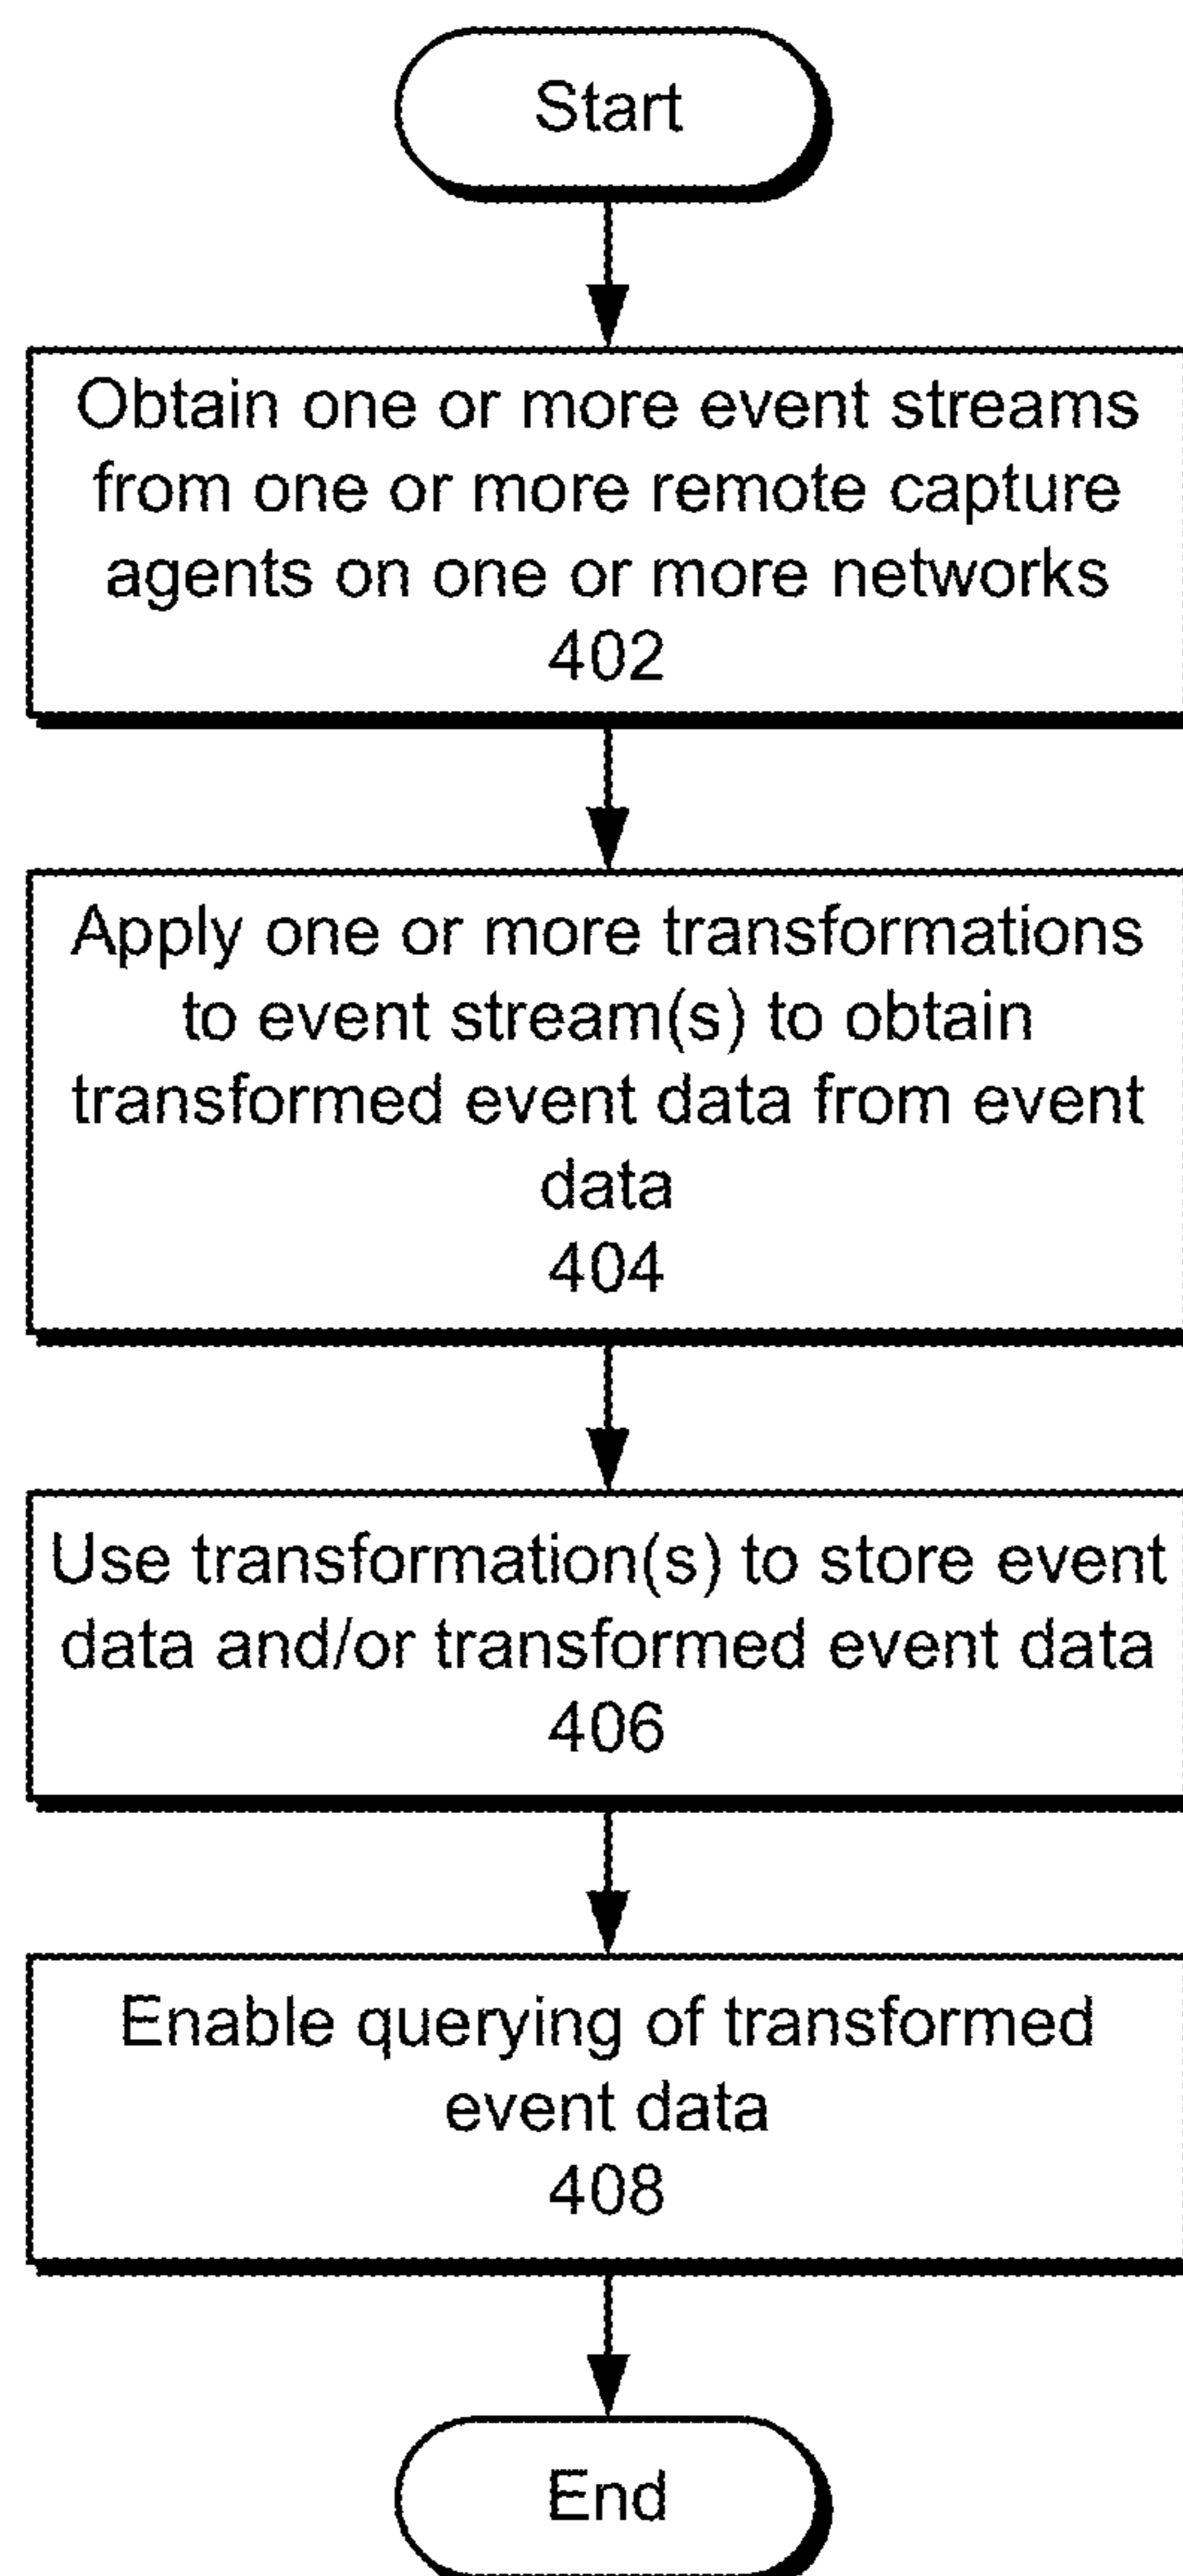 Start
Obtain one or more event streams
from one or more remote capture
agents on one or more networks
402
Apply one or more transformations
to event stream(s) to obtain
transformed event data from event
data
404
Use transformation(s) to store event
data and/or transformed event data
406
Enable querying of transformed
event data
408
End